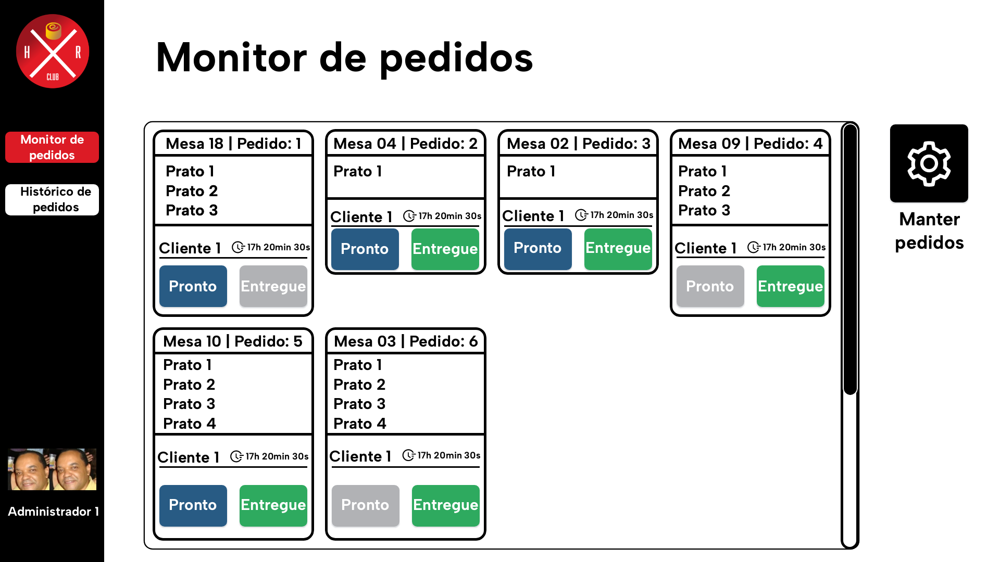 H R
CLUB
Monitor de
pedidos
Histórico de
pedidos
Administrador 1
Monitor de pedidos
Mesa 18 | Pedido: 1
Prato 1
Prato 2
Prato 3
Cliente 1 17h 20min 30s
Pronto Entregue
Mesa 04 | Pedido: 2
Prato 1
Cliente 1 17h 20min 30s
Pronto Entregue
Mesa 02 | Pedido: 3
Prato 1
Cliente 1 17h 20min 30s
Pronto Entregue
Mesa 09 | Pedido: 4
Prato 1
Prato 2
Prato 3
Cliente 1 17h 20min 30s
Pronto Entregue
Mesa 10 | Pedido: 5
Prato 1
Prato 2
Prato 3
Prato 4
Cliente 1 17h 20min 30s
Pronto Entregue
Mesa 03 | Pedido: 6
Prato 1
Prato 2
Prato 3
Prato 4
Cliente 1 17h 20min 30s
Pronto Entregue
Manter
pedidos